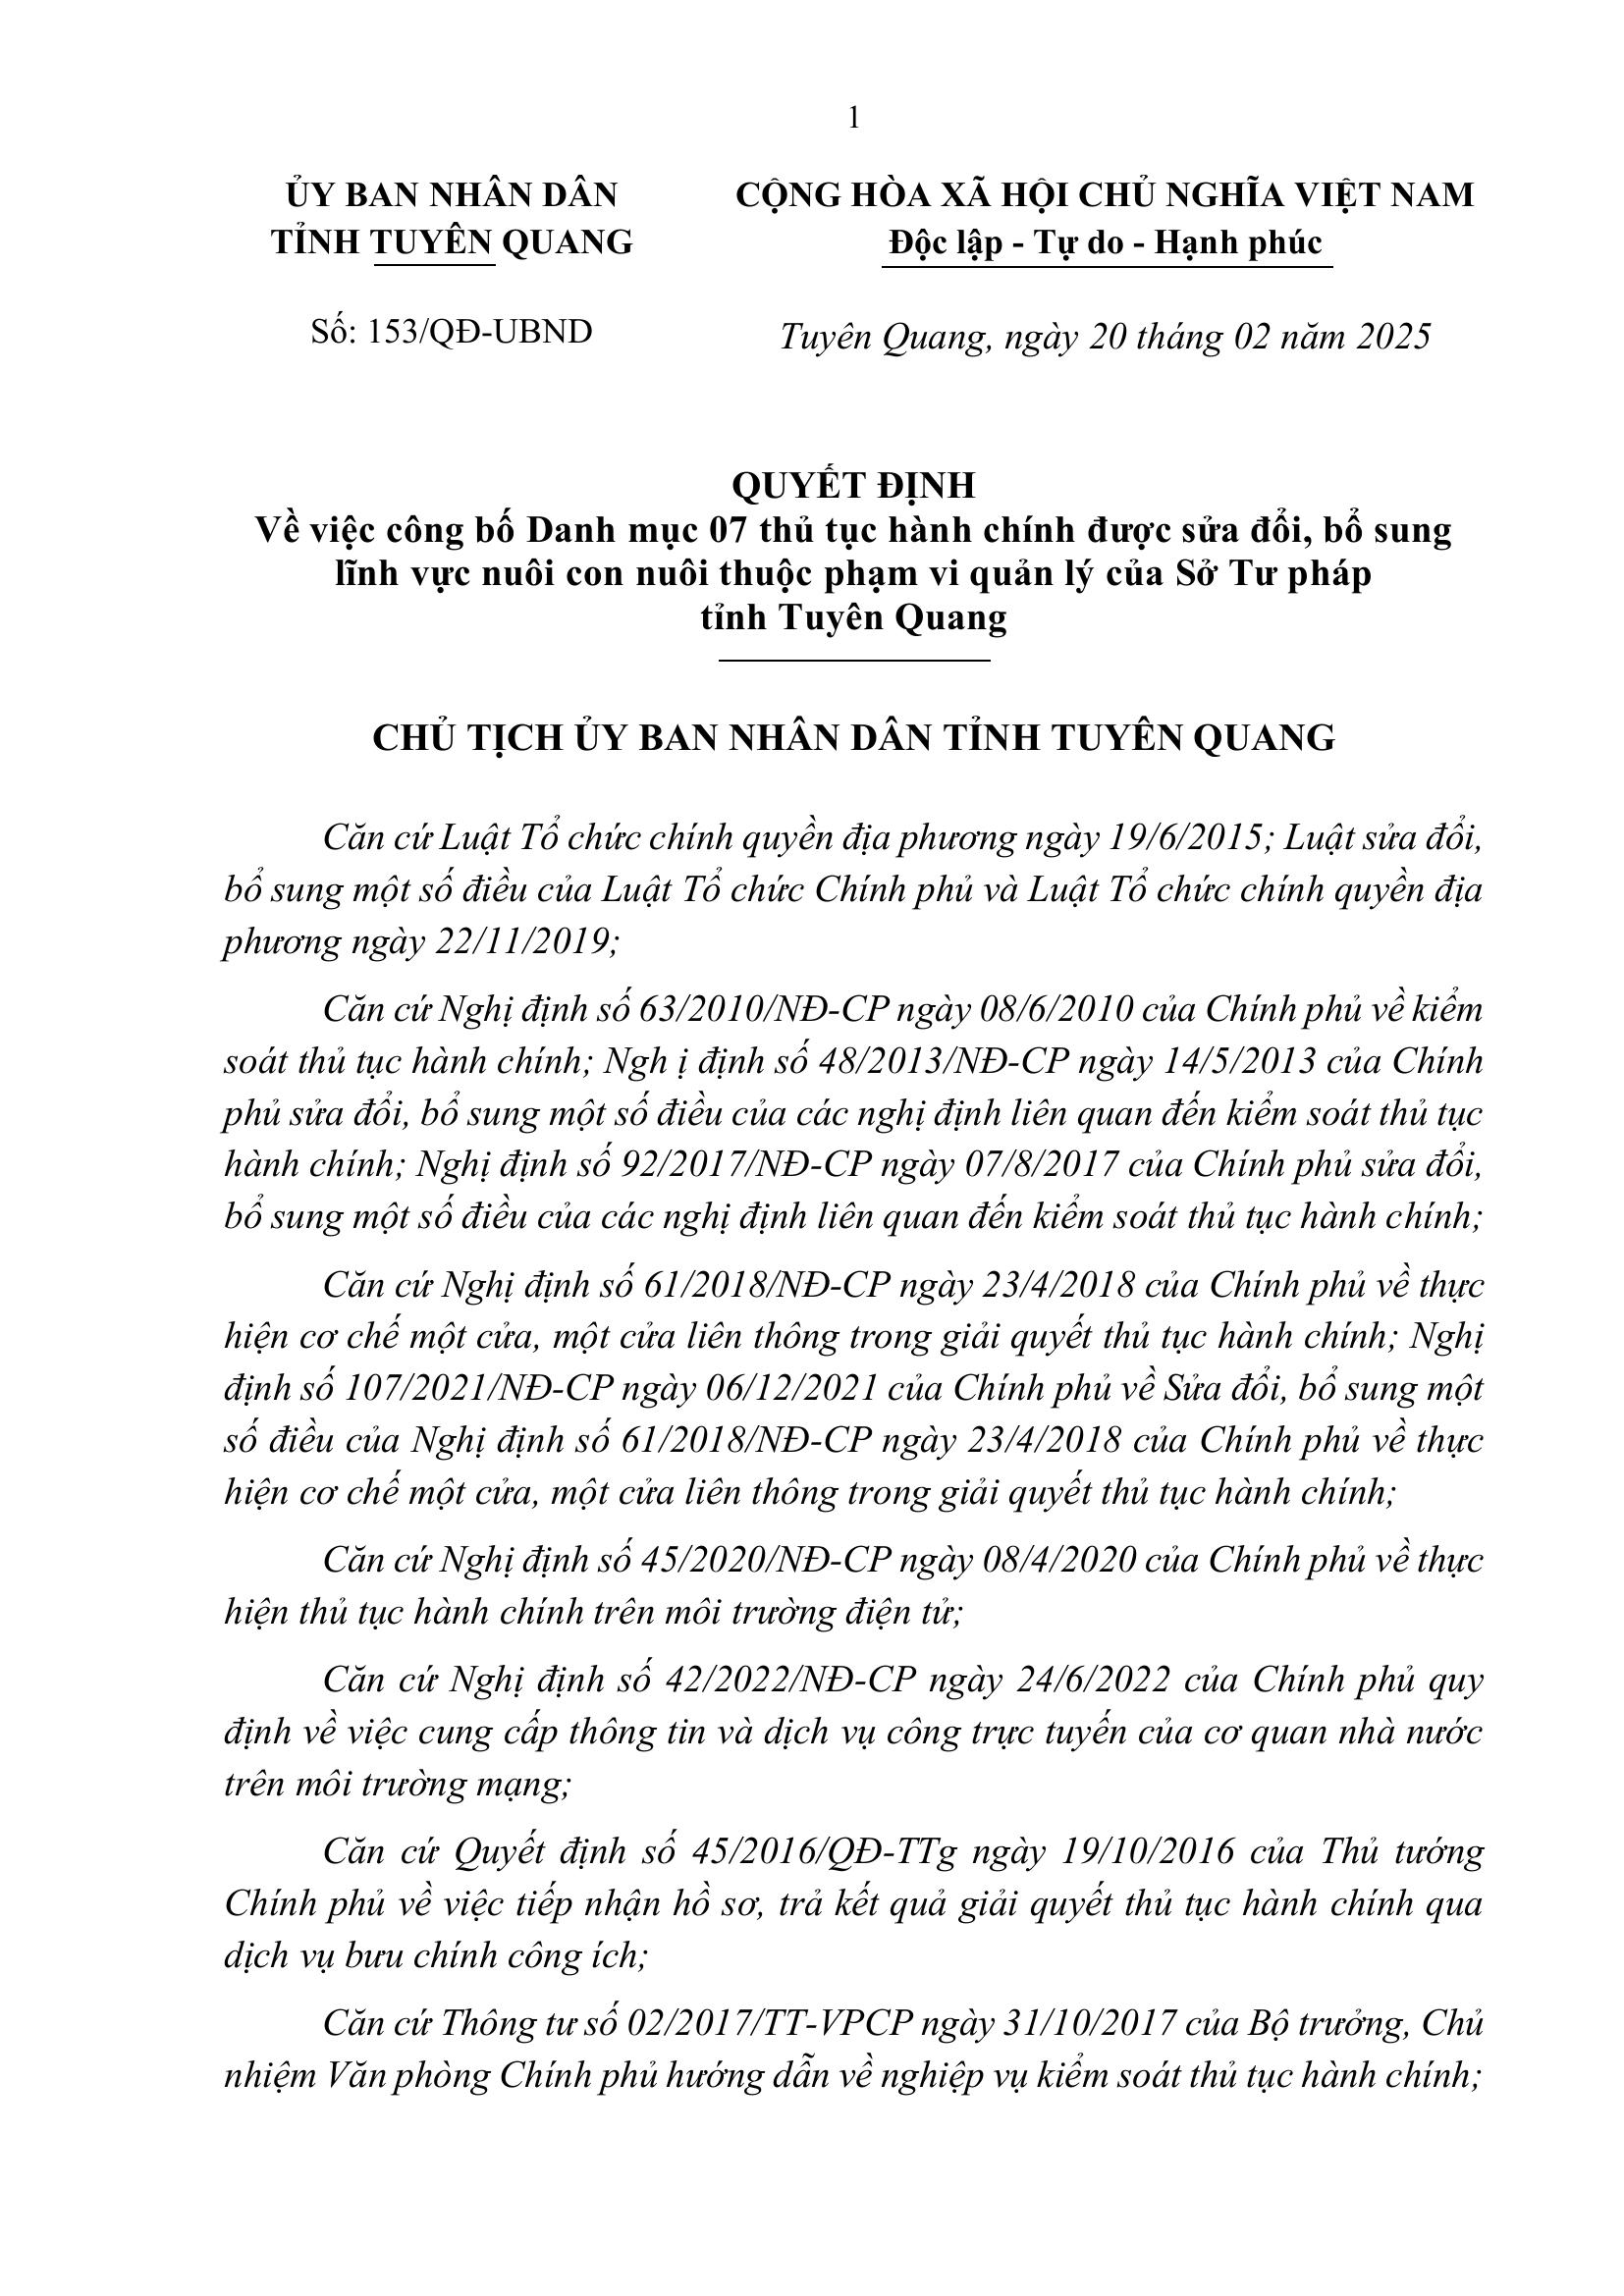 1
ỦY BAN NHÂN DÂN
TỈNH TUYÊN QUANG
CỘNG HÒA XÃ HỘI CHỦ NGHĨA VIỆT NAM
Độc lập - Tự do - Hạnh phúc
Số: 153/QĐ-UBND
Tuyên Quang, ngày 20 tháng 02 năm 2025
QUYẾT ĐỊNH
Về việc công bố Danh mục 07 thủ tục hành chính được sửa đổi, bổ sung
lĩnh vực nuôi con nuôi thuộc phạm vi quản lý của Sở Tư pháp
tỉnh Tuyên Quang
CHỦ TỊCH ỦY BAN NHÂN DÂN TỈNH TUYÊN QUANG
Căn cứ Luật Tổ chức chính quyền địa phương ngày 19/6/2015; Luật sửa đổi,
bổ sung một số điều của Luật Tổ chức Chính phủ và Luật Tổ chức chính quyền địa
phương ngày 22/11/2019;
Căn cứ Nghị định số 63/2010/NĐ-CP ngày 08/6/2010 của Chính phủ về kiểm
soát thủ tục hành chính; Ngh ị định số 48/2013/NĐ-CP ngày 14/5/2013 của Chính
phủ sửa đổi, bổ sung một số điều của các nghị định liên quan đến kiểm soát thủ tục
hành chính; Nghị định số 92/2017/NĐ-CP ngày 07/8/2017 của Chính phủ sửa đổi,
bổ sung một số điều của các nghị định liên quan đến kiểm soát thủ tục hành chính;
Căn cứ Nghị định số 61/2018/NĐ-CP ngày 23/4/2018 của Chính phủ về thực
hiện cơ chế một cửa, một cửa liên thông trong giải quyết thủ tục hành chính; Nghị
định số 107/2021/NĐ-CP ngày 06/12/2021 của Chính phủ về Sửa đổi, bổ sung một
số điều của Nghị định số 61/2018/NĐ-CP ngày 23/4/2018 của Chính phủ về thực
hiện cơ chế một cửa, một cửa liên thông trong giải quyết thủ tục hành chính;
Căn cứ Nghị định số 45/2020/NĐ-CP ngày 08/4/2020 của Chính phủ về thực
hiện thủ tục hành chính trên môi trường điện tử;
Căn cứ Nghị định số 42/2022/NĐ-CP ngày 24/6/2022 của Chính phủ quy
định về việc cung cấp thông tin và dịch vụ công trực tuyến của cơ quan nhà nước
trên môi trường mạng;
Căn cứ Quyết định số 45/2016/QĐ-TTg ngày 19/10/2016 của Thủ tướng
Chính phủ về việc tiếp nhận hồ sơ, trả kết quả giải quyết thủ tục hành chính qua
dịch vụ bưu chính công ích;
Căn cứ Thông tư số 02/2017/TT-VPCP ngày 31/10/2017 của Bộ trưởng, Chủ
nhiệm Văn phòng Chính phủ hướng dẫn về nghiệp vụ kiểm soát thủ tục hành chính;